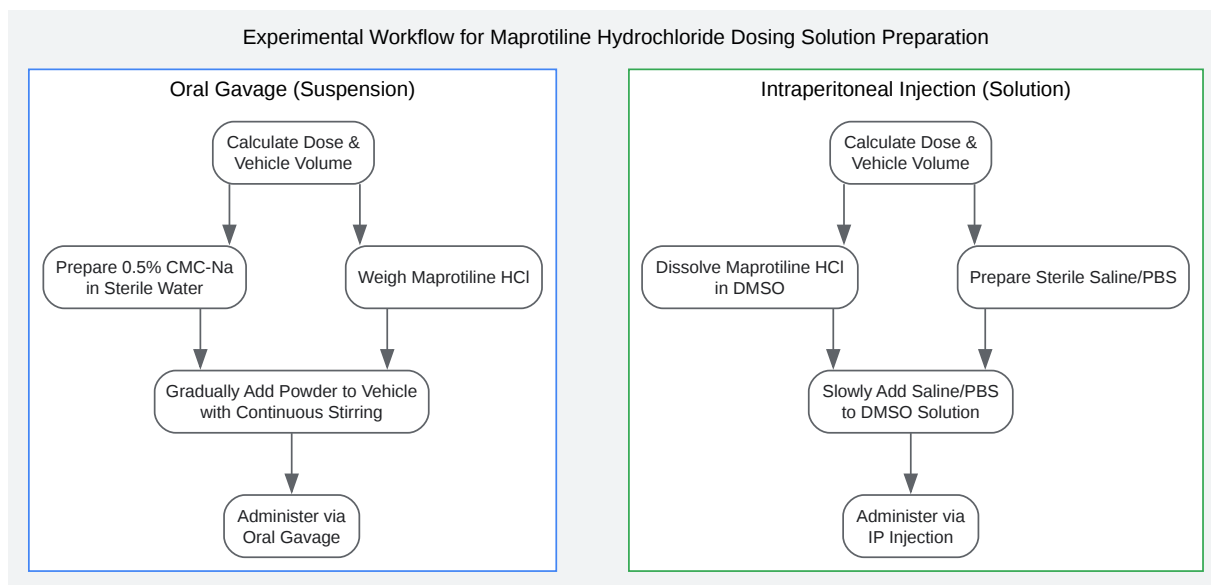 Experimental Workflow for Maprotiline Hydrochloride Dosing Solution Preparation
Oral Gavage (Suspension)
Calculate Dose &
Vehicle Volume
Prepare 0.5% CMC-Na
in Sterile Water
Weigh Maprotiline HCl
Gradually Add Powder to Vehicle
with Continuous Stirring
Administer via
Oral Gavage
Intraperitoneal Injection (Solution)
Calculate Dose &
Vehicle Volume
Dissolve Maprotiline HCl
in DMSO
Prepare Sterile Saline/PBS
Slowly Add Saline/PBS
to DMSO Solution
Administer via
IP Injection